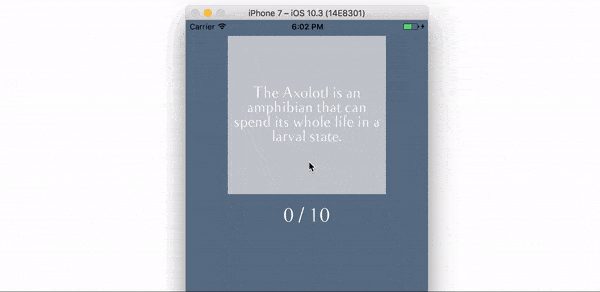 iPhone 7 – iOS 10.3 (14E8301)
Carrier 6:02 PM
The Axolotl is an
amphibian that can
spend its whole life in a
larval state.
0 / 10